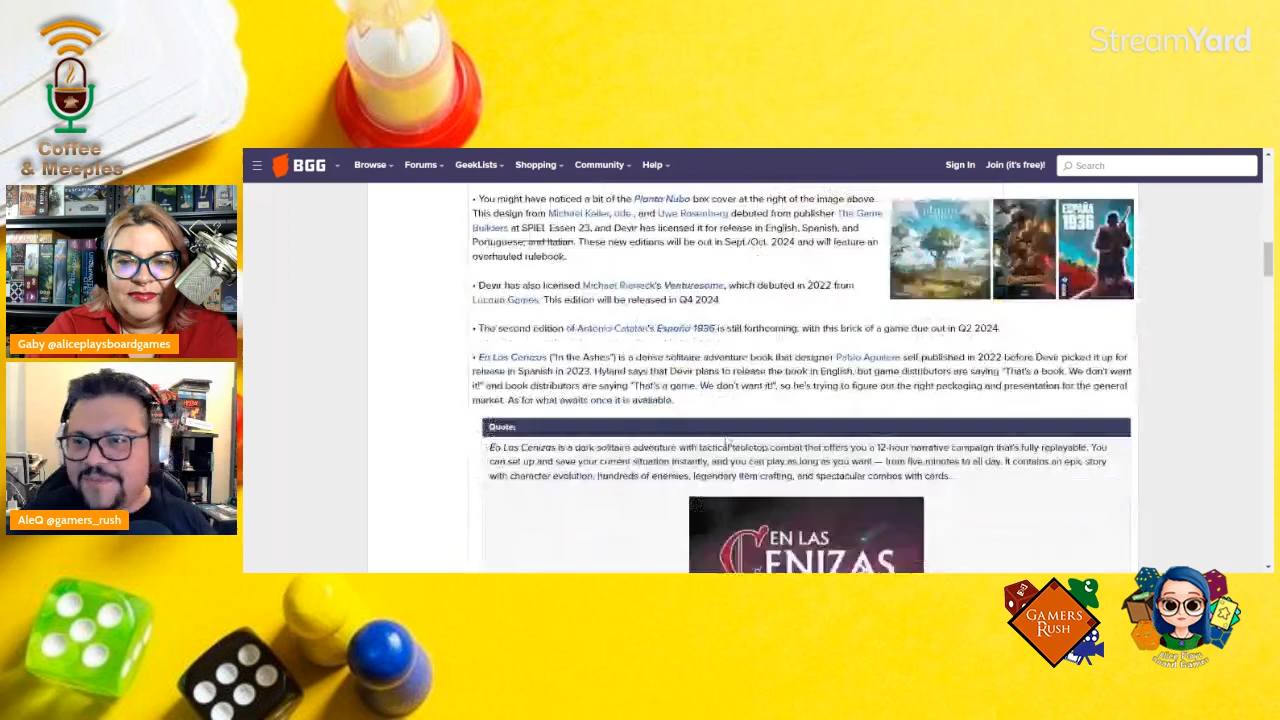 StreamYard
Coffee
& Meeples
BGG
Browse
Forums
GeekLists
Shopping
Community
Help
Sign In
Join (it's free!)
Search
• You might have noticed a bit of the Planta Nubo box cover at the right of the image above.
This design from Michael Keller, ode., and Uwe Rosenberg debuted from publisher The Game
Builders at SPIEL Essen 23, and Devir has licensed it for release in English, Spanish, and
Portuguese, and Italian. These new editions will be out in Sept./Oct. 2024 and will feature an
overhauled rulebook.
ESPAÑA
1936
• Devir has also licensed Michael Rieneck's Venturesome, which debuted in 2022 from
Games. This edition will be released in Q4 2024
• The second edition of Antonio Catalán's España 1936 is still forthcoming, with this brick of a game due out in Q2 2024.
• En Las Cenizas ("In the Ashes") is a dense solitaire adventure book that designer Pablo Aguilera self-published in 2022 before Devir picked it up for
release in Spanish in 2023. Hyland says that Devir plans to release the book in English, but game distributors are saying "That's a book. We don't want
it!" and book distributors are saying "That's a game. We don't want it!", so he's trying to figure out the right packaging and presentation for the general
market. As for what awaits once it is available:
Quote:
En Las Cenizas is a dark solitaire adventure with tactical tabletop combat that offers you a 12-hour narrative campaign that's fully replayable. You
can set up and save your current situation instantly, and you can play as long as you want — from five minutes to all day. It contains an epic story
with character evolution, hundreds of enemies, legendary item crafting, and spectacular combos with cards.
EN LAS
CENIZAS
Gaby @aliceplaysboardgames
AleQ @gamers_rush
GAMERS
RUSH
Alice Plays
Board Games